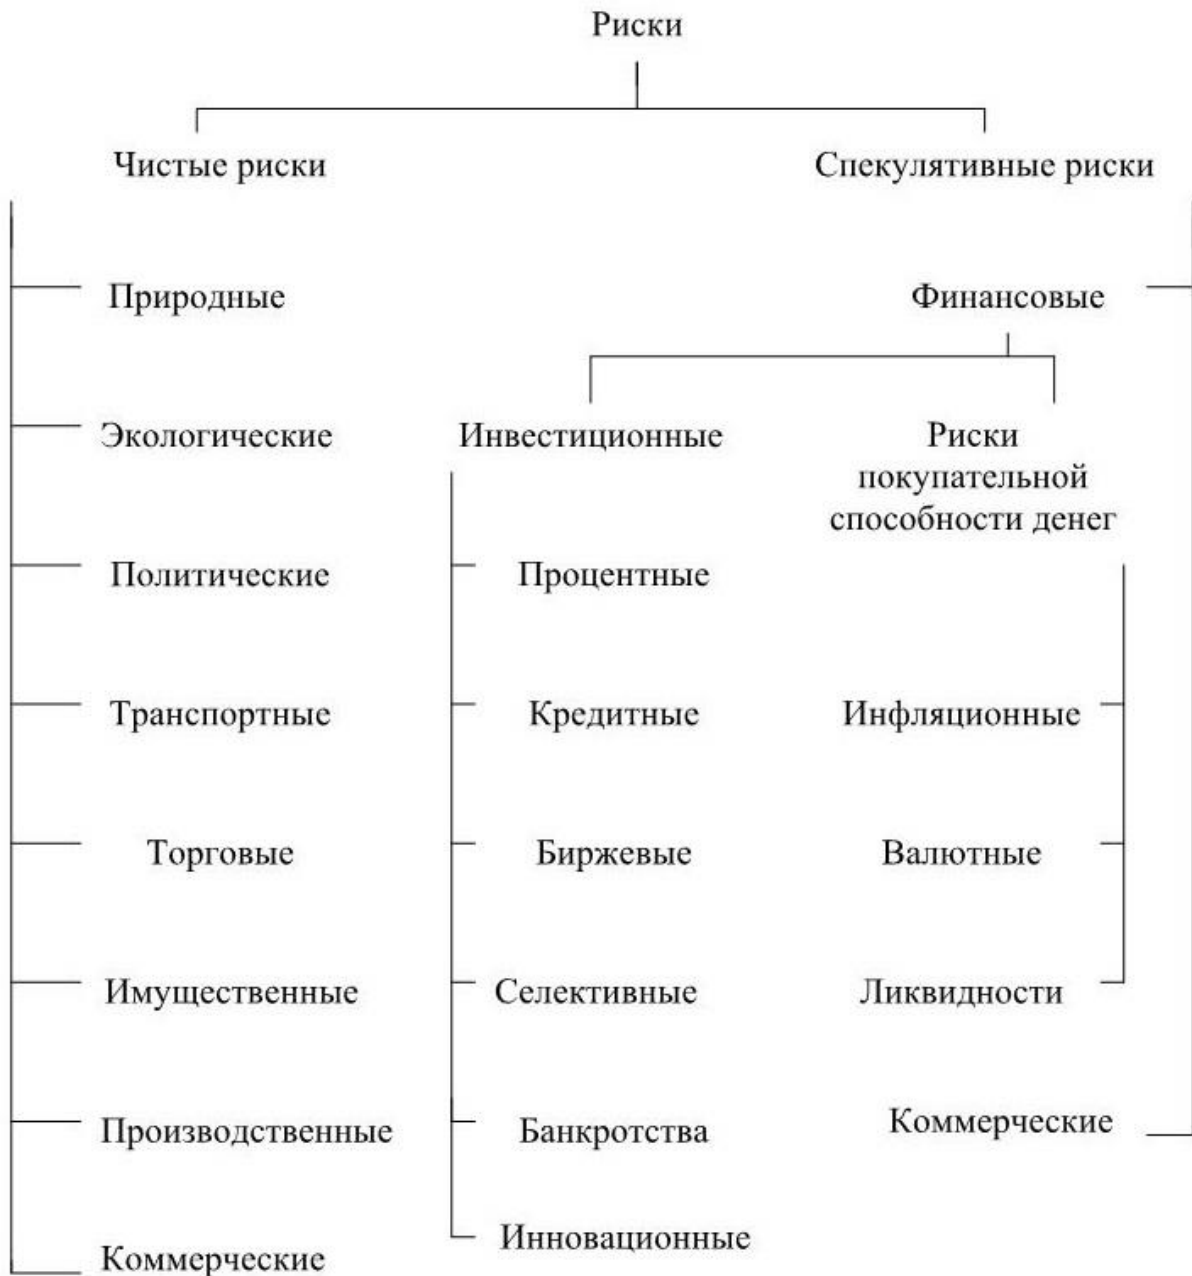 Риски
Чистые риски
Спекулятивные риски
Природные
Финансовые
Экологические
Инвестиционные
Риски
покупательной
способности денег
Политические
Процентные
Транспортные
Кредитные
Инфляционные
Торговые
Биржевые
Валютные
Имущественные
Селективные
Ликвидности
Производственные
Банкротства
Коммерческие
Инновационные
Коммерческие